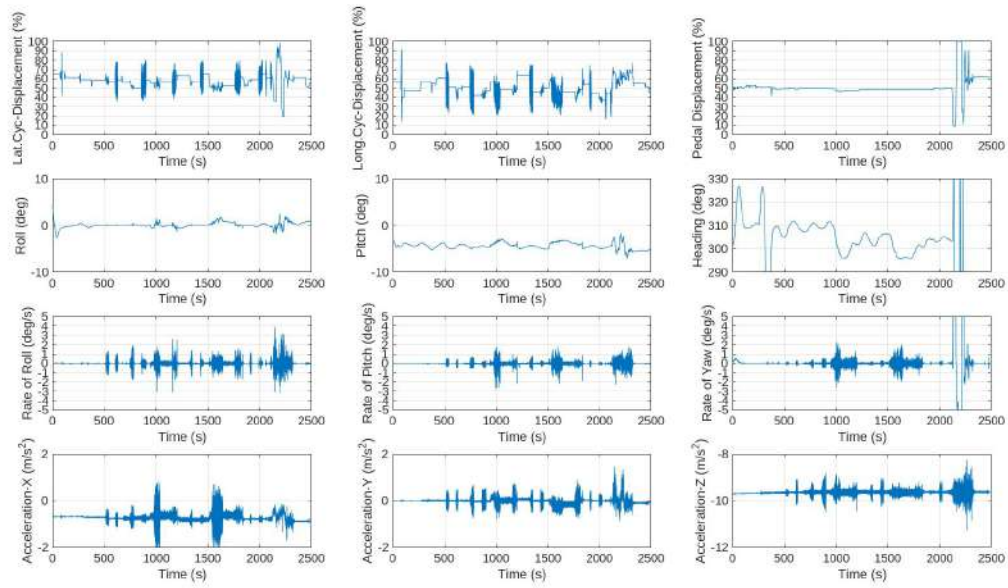 Lat.Cyc-Displacement (%)
100
90
80
70
60
50
40
30
20
10
0
0 500 1000 1500 2000 2500
Time (s)
Long.Cyc-Displacement (%)
100
90
80
70
60
50
40
30
20
10
0
0 500 1000 1500 2000 2500
Time (s)
Pedal Displacement (%)
100
90
80
70
60
50
40
30
20
10
0
0 500 1000 1500 2000 2500
Time (s)
Roll (deg)
10
0
-10
0 500 1000 1500 2000 2500
Time (s)
Pitch (deg)
10
0
-10
0 500 1000 1500 2000 2500
Time (s)
Heading (deg)
330
320
310
300
290
0 500 1000 1500 2000 2500
Time (s)
Rate of Roll (deg/s)
5
4
3
2
1
0
-1
-2
-3
-4
-5
0 500 1000 1500 2000 2500
Time (s)
Rate of Pitch (deg/s)
5
4
3
2
1
0
-1
-2
-3
-4
-5
0 500 1000 1500 2000 2500
Time (s)
Rate of Yaw (deg/s)
5
4
3
2
1
0
-1
-2
-3
-4
-5
0 500 1000 1500 2000 2500
Time (s)
Acceleration-X (m/s²)
2
0
-2
0 500 1000 1500 2000 2500
Time (s)
Acceleration-Y (m/s²)
2
0
-2
0 500 1000 1500 2000 2500
Time (s)
Acceleration-Z (m/s²)
-8
-10
-12
0 500 1000 1500 2000 2500
Time (s)